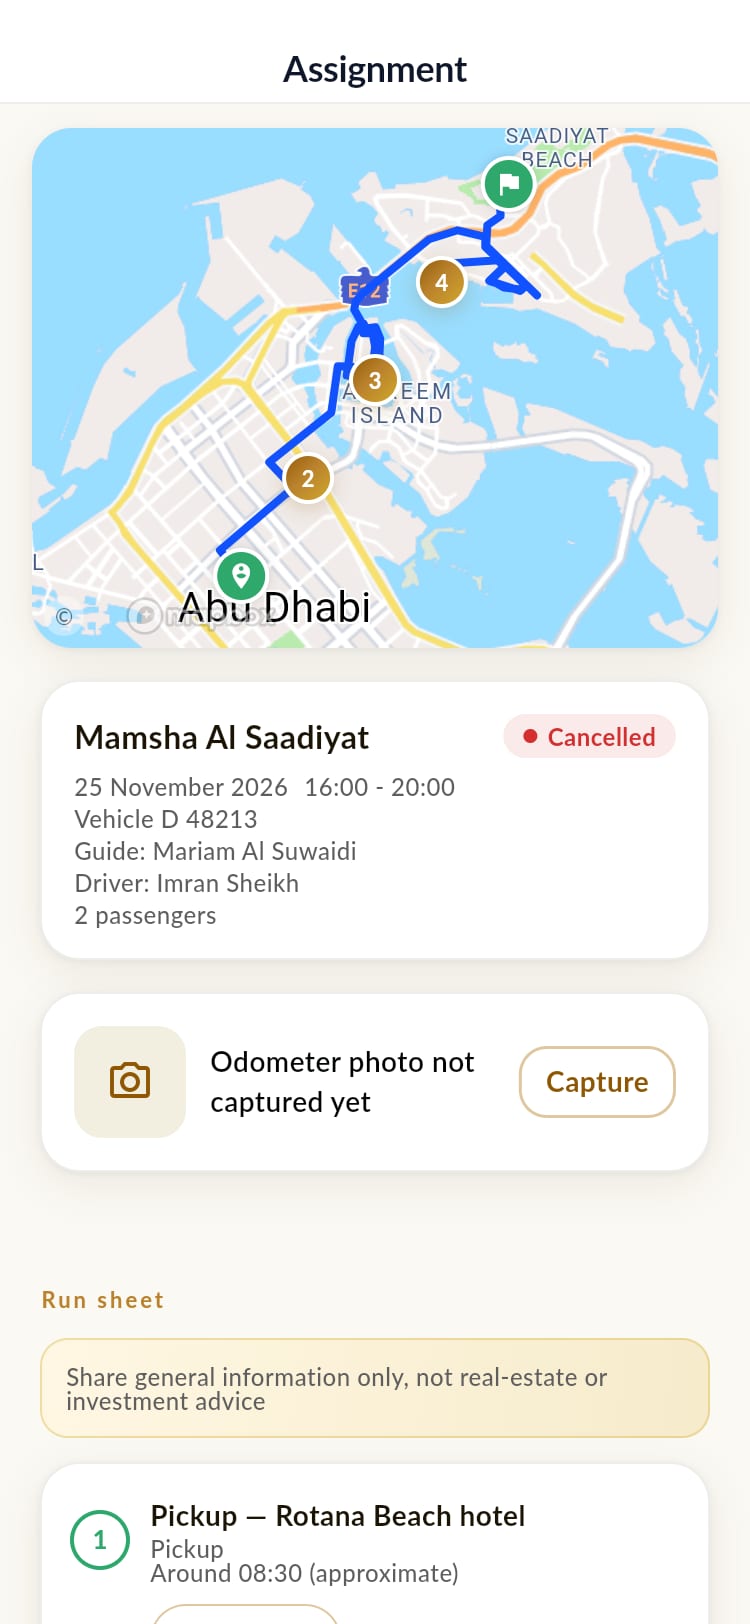 Assignment
SAADIYAT
BEACH
4
3
ISLAND
2
L
Abu Dhabi
©
mapbox
Mamsha Al Saadiyat
Cancelled
25 November 2026 16:00 - 20:00
Vehicle D 48213
Guide: Mariam Al Suwaidi
Driver: Imran Sheikh
2 passengers
Odometer photo not
captured yet
Capture
Run sheet
Share general information only, not real-estate or
investment advice
1
Pickup — Rotana Beach hotel
Pickup
Around 08:30 (approximate)